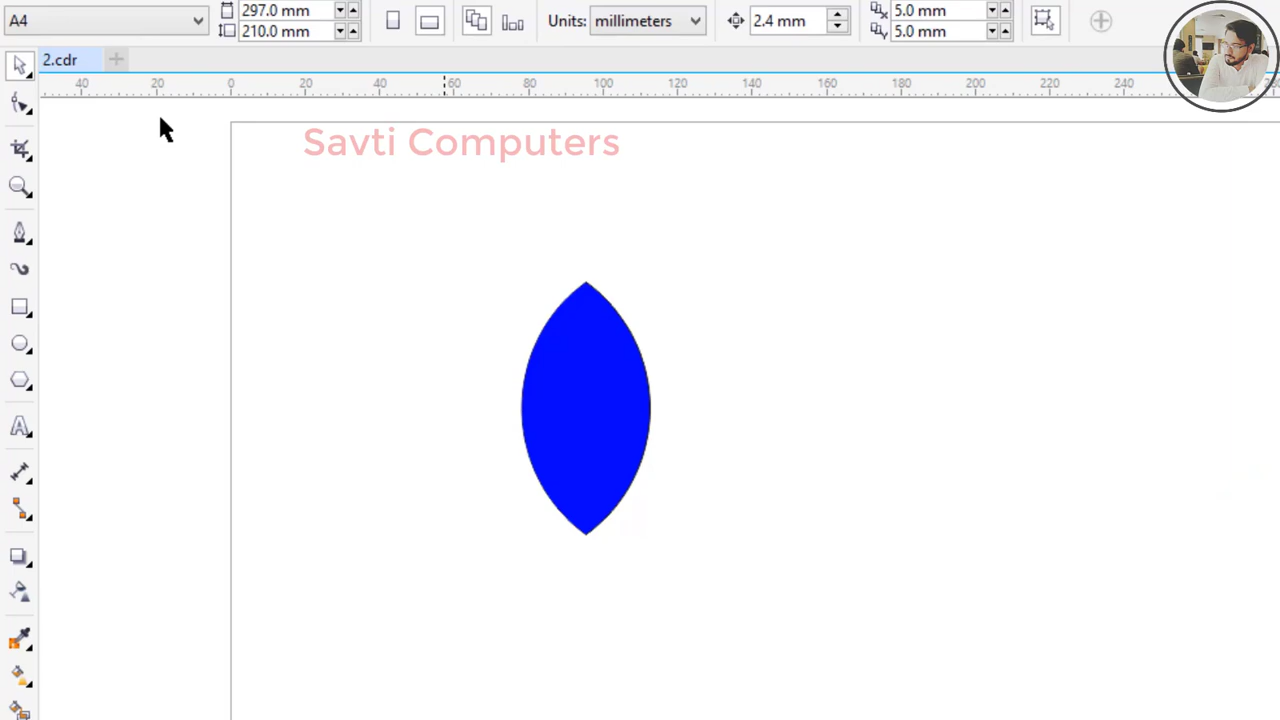 A4
297.0 mm
210.0 mm
Units: millimeters
2.4 mm
5.0 mm
5.0 mm
2.cdr
40 20 0 20 40 60 80 100 120 140 160 180 200 220 240
Savti Computers